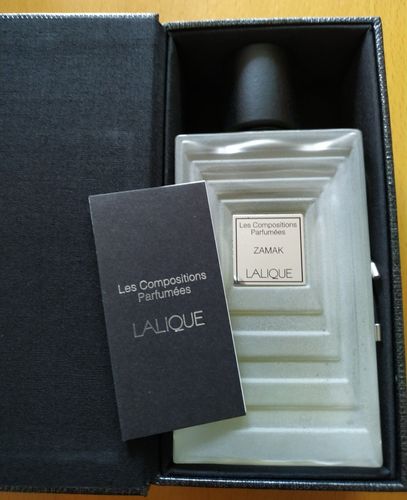 Les Compositions
Parfumées
ZAMAK
LALIQUE
Les Compositions
Parfumées
LALIQUE